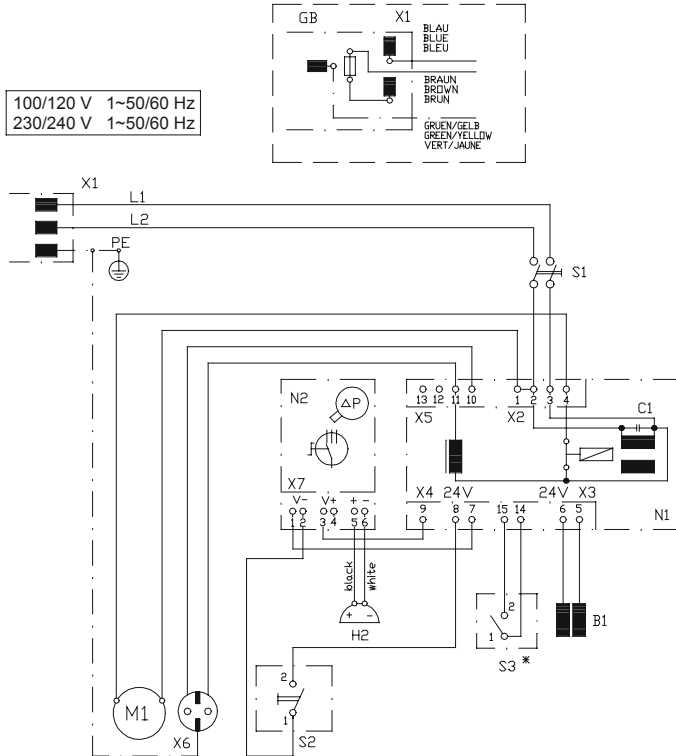 GB X1
BLAU
BLUE
BLEU
BRAUN
BROWN
BRUN
GRUEN/GELB
GREEN/YELLOW
VERT/JAUNE
100/120 V 1~50/60 Hz
230/240 V 1~50/60 Hz
X1
L1
L2
PE
S1
N2
ΔP
13 12 11 10 1 2 3 4
X5 X2 C1
X7
V- V+ + -
1 2 3 4 5 6
X4 24V 24V X3
9 8 7 15 14 6 5
N1
black
white
+ -
H2
2
1
S3 *
B1
M1
X6
2
1
S2